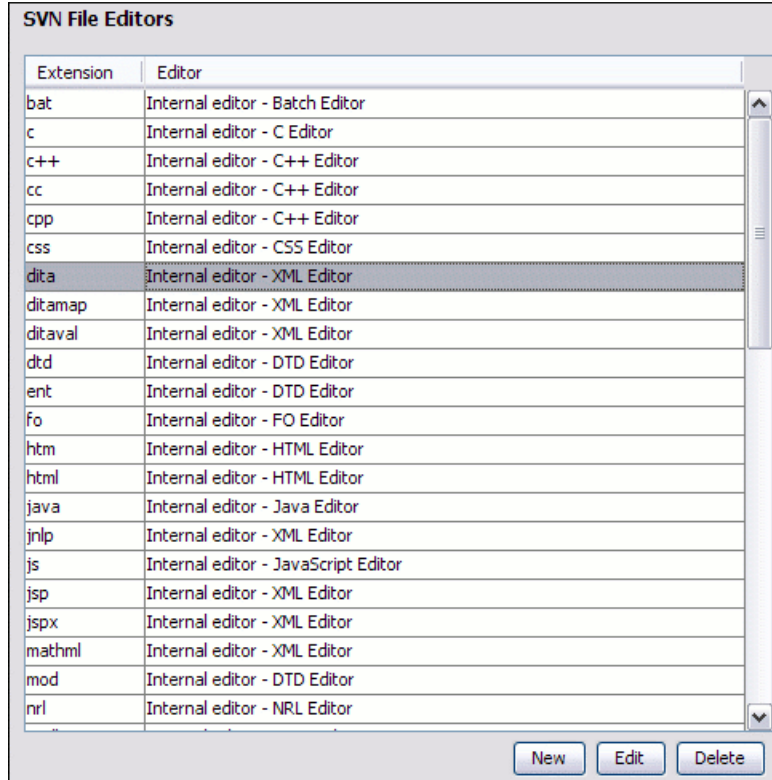 SVN File Editors
Extension Editor
bat Internal editor - Batch Editor
c Internal editor - C Editor
c++ Internal editor - C++ Editor
cc Internal editor - C++ Editor
cpp Internal editor - C++ Editor
css Internal editor - CSS Editor
dita Internal editor - XML Editor
ditamap Internal editor - XML Editor
ditaval Internal editor - XML Editor
dtd Internal editor - DTD Editor
ent Internal editor - DTD Editor
fo Internal editor - FO Editor
htm Internal editor - HTML Editor
html Internal editor - HTML Editor
java Internal editor - Java Editor
jnlp Internal editor - XML Editor
js Internal editor - JavaScript Editor
jsp Internal editor - XML Editor
jspx Internal editor - XML Editor
mathml Internal editor - XML Editor
mod Internal editor - DTD Editor
nrl Internal editor - NRL Editor
New Edit Delete